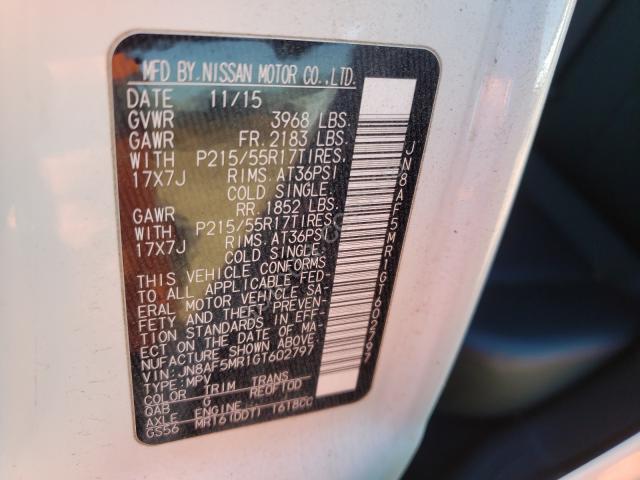 MFD BY NISSAN MOTOR CO.,LTD.
DATE 11/15
GVWR 3968 LBS.
GAWR FR. 2183 LBS.
WITH P215/55R17TIRES,
17X7J RIMS. AT36PSI
COLD SINGLE.
GAWR RR. 1852 LBS.
WITH P215/55R17TIRES,
17X7J RIMS. AT36PSI
COLD SINGLE.
THIS VEHICLE CONFORMS
TO ALL APPLICABLE FED-
ERAL MOTOR VEHICLE SA-
FETY AND THEFT PREVEN-
TION STANDARDS IN EFF-
ECT ON THE DATE OF MA-
NUFACTURE SHOWN ABOVE.
VIN: JN8AF5MR1GT602797
TYPE: MPV
COLOR TRIM TRANS
QAB G RE0F10D
AXLE ENGINE
GS56 MR16(DDT) 1618CC
JN8AF5MR1GT602797